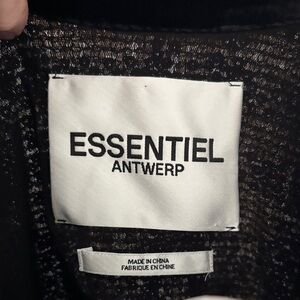 ESSENTIEL
ANTWERP
MADE IN CHINA
FABRIQUE EN CHINE